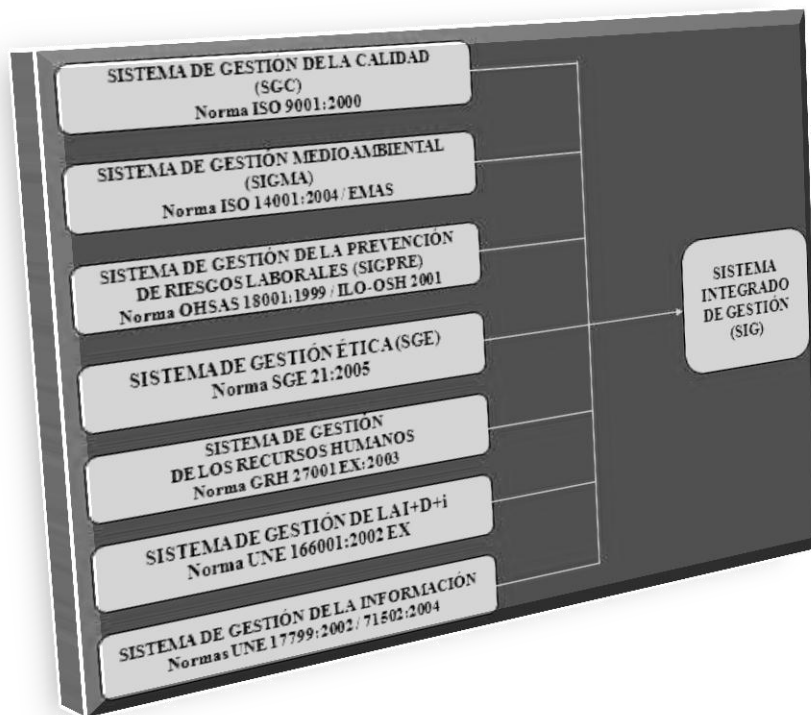 SISTEMA DE GESTIÓN DE LA CALIDAD
(SGC)
Norma ISO 9001:2000
SISTEMA DE GESTIÓN MEDIOAMBIENTAL
(SIGMA)
Norma ISO 14001:2004 / EMAS
SISTEMA DE GESTIÓN DE LA PREVENCIÓN
DE RIESGOS LABORALES (SIGPRE)
Norma OHSAS 18001:1999 / ILO-OSH 2001
SISTEMA DE GESTIÓN ÉTICA (SGE)
Norma SGE 21:2005
SISTEMA DE GESTIÓN
DE LOS RECURSOS HUMANOS
Norma GRH 27001 EX:2003
SISTEMA DE GESTIÓN DE LA I+D+i
Norma UNE 166001:2002 EX
SISTEMA DE GESTIÓN DE LA INFORMACIÓN
Normas UNE 17799:2002 / 71502:2004
SISTEMA
INTEGRADO
DE GESTIÓN
(SIG)